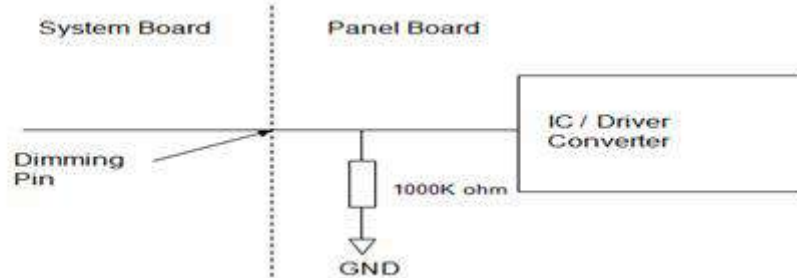 System Board
Panel Board
IC / Driver
Converter
Dimming
Pin
1000K ohm
GND